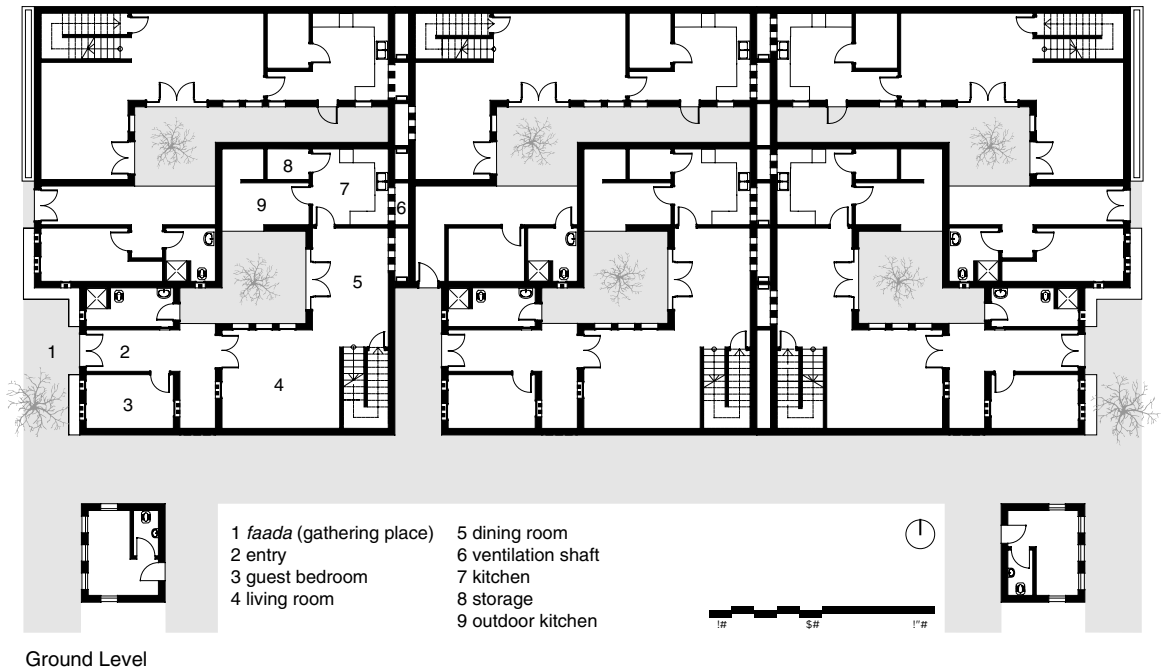 8
7
9
6
5
1
2
4
3
1 faada (gathering place)
2 entry
3 guest bedroom
4 living room
5 dining room
6 ventilation shaft
7 kitchen
8 storage
9 outdoor kitchen
!# $# !"#
Ground Level